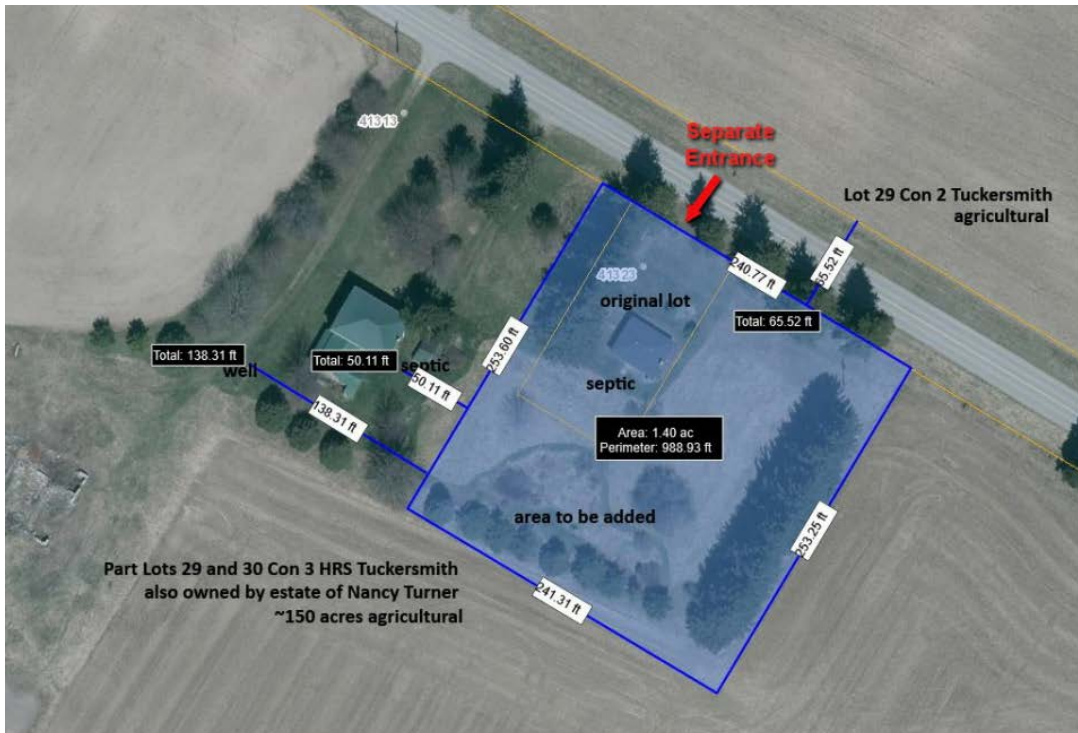 41313
Separate
Entrance
Lot 29 Con 2 Tuckersmith
agricultural
65.52 ft
240.77 ft
41323
original lot
Total: 65.52 ft
253.60 ft
Total: 138.31 ft
well
Total: 50.11 ft
septic
50.11 ft
septic
138.31 ft
Area: 1.40 ac
Perimeter: 988.93 ft
area to be added
253.25 ft
Part Lots 29 and 30 Con 3 HRS Tuckersmith
also owned by estate of Nancy Turner
~150 acres agricultural
241.31 ft